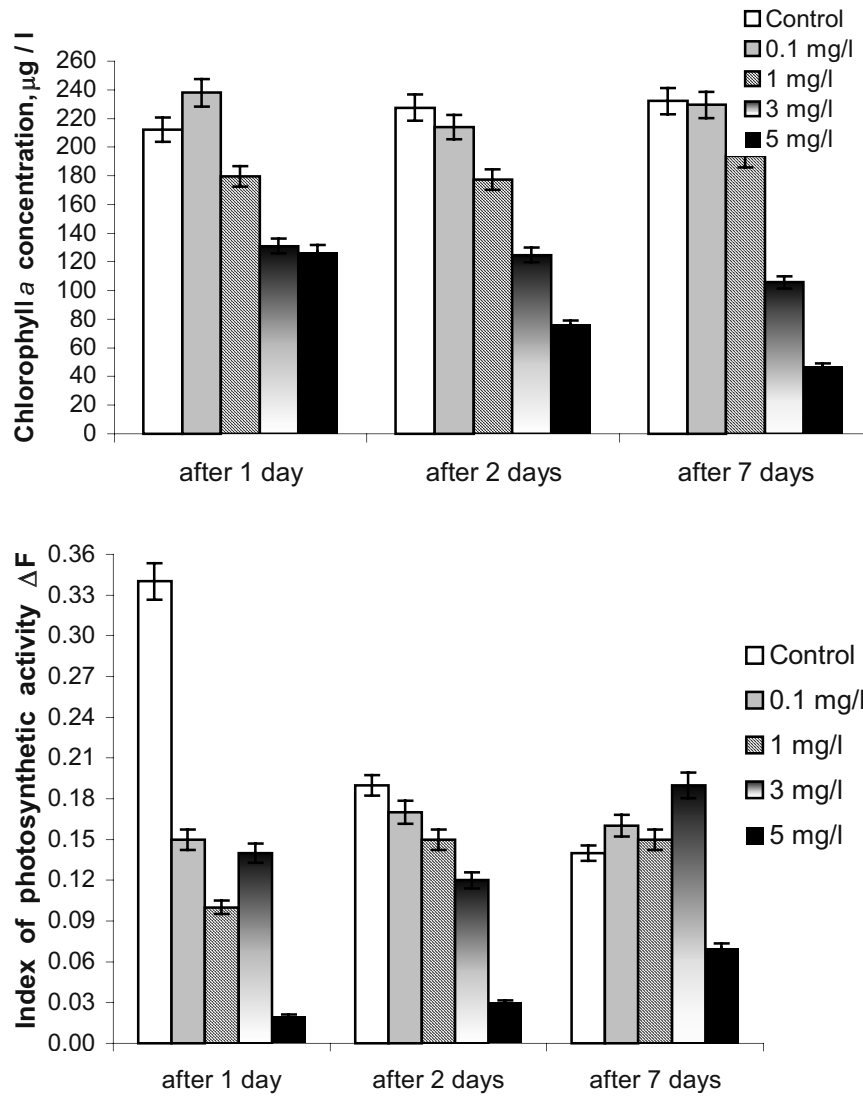 Chlorophyll a concentration, µg / l
260
240
220
200
180
160
140
120
100
80
60
40
20
0
after 1 day
after 2 days
after 7 days
Control
0.1 mg/l
1 mg/l
3 mg/l
5 mg/l
Index of photosynthetic activity ΔF
0.36
0.33
0.30
0.27
0.24
0.21
0.18
0.15
0.12
0.09
0.06
0.03
0.00
after 1 day
after 2 days
after 7 days
Control
0.1 mg/l
1 mg/l
3 mg/l
5 mg/l